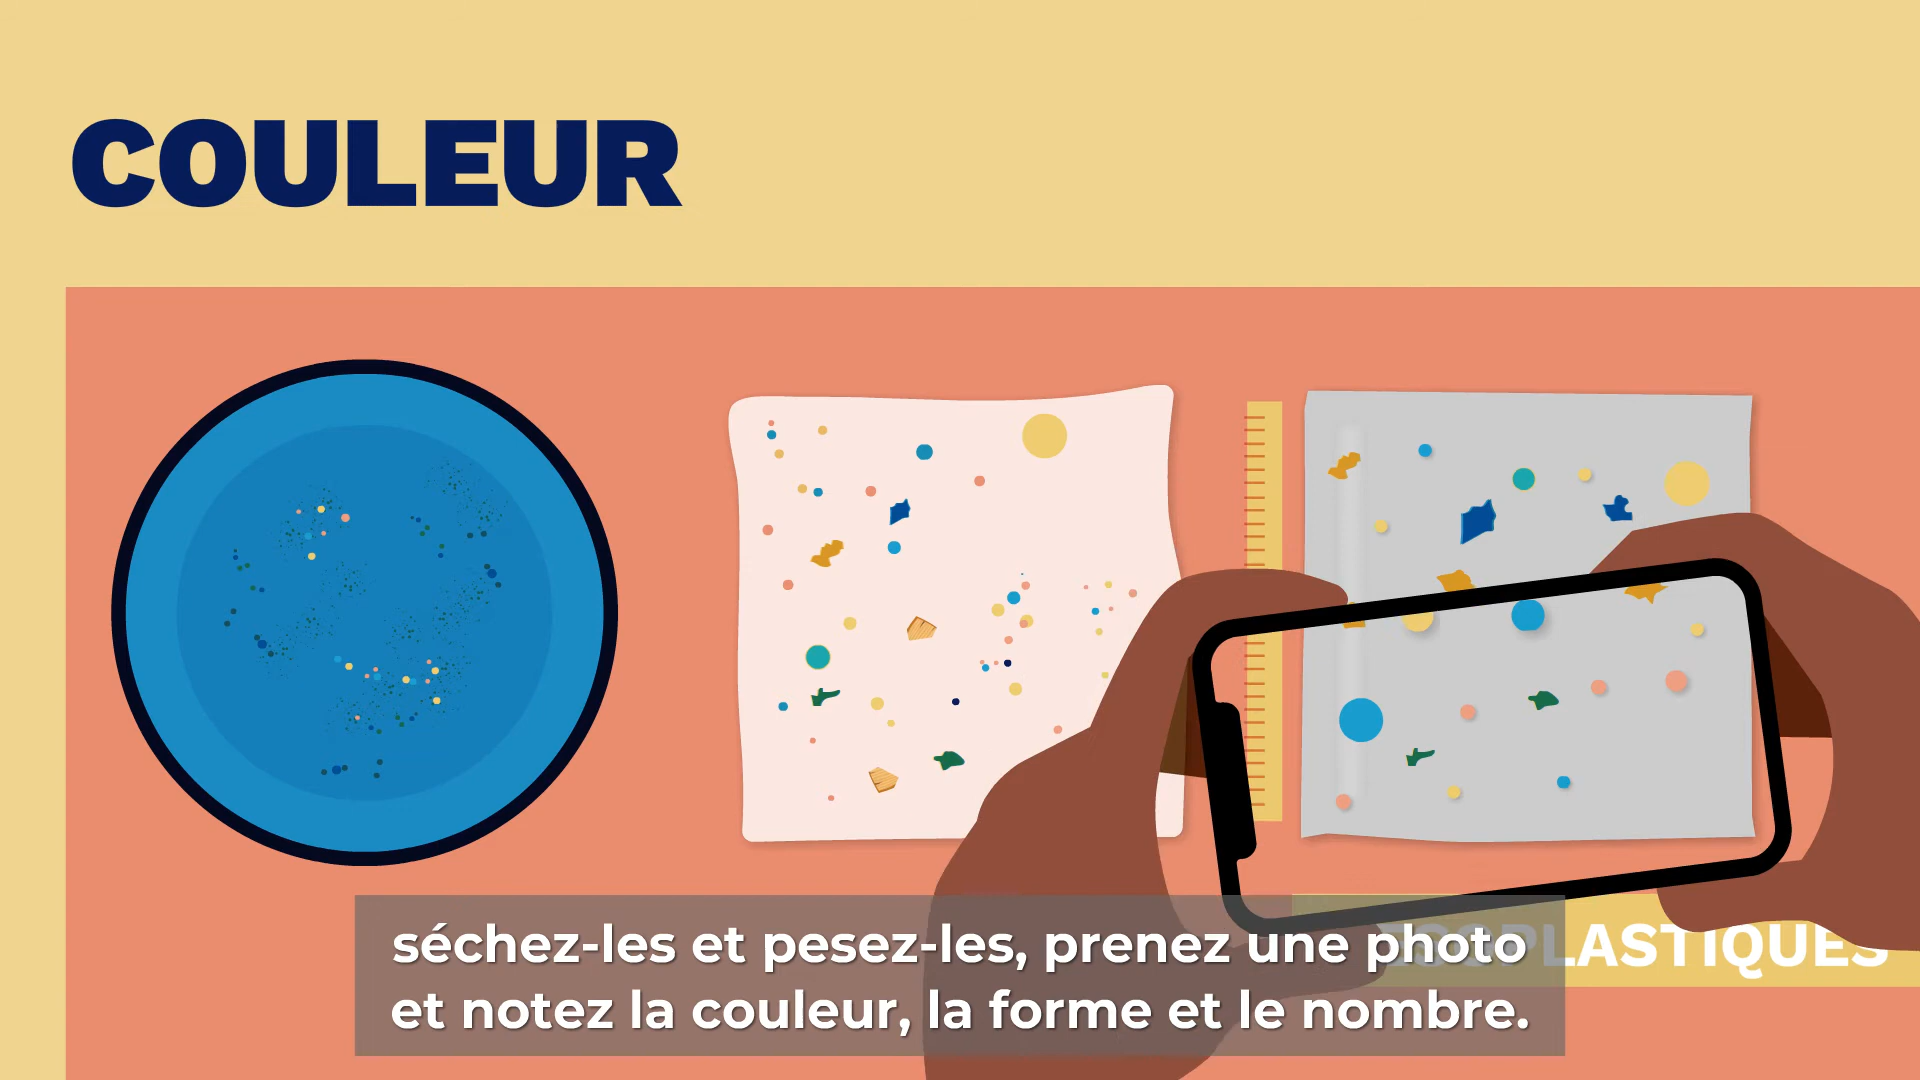 COULEUR
séchez-les et pesez-les, prenez une photo
et notez la couleur, la forme et le nombre.